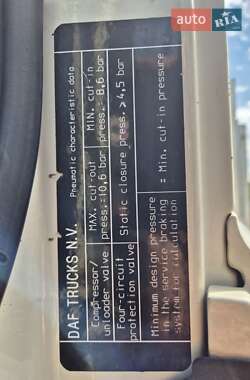 auto RIA
DAF TRUCKS N.V.
Pneumatic characteristic data
Compressor/
unloader valve
MAX. cut-out
press.:10,6 bar
MIN. cut-in
press.: 8,6 bar
Four-circuit
protection valve
Static closure press. ≥ 4,5 bar
Minimum design pressure
in the service braking
system for calculation
= Min. cut-in pressure